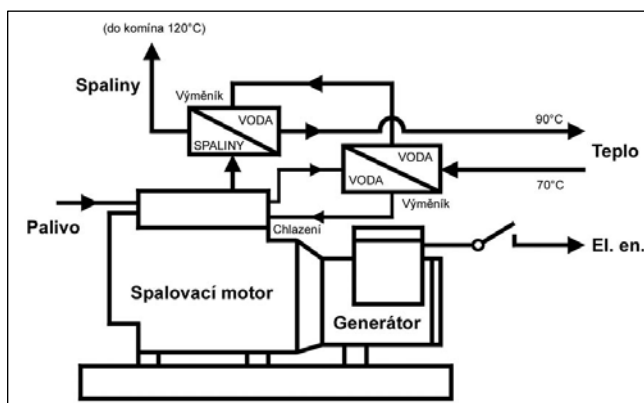 (do komína 120°C)
Spaliny
Výměník
VODA
SPALINY
90°C
VODA
VODA
Teplo
70°C
Výměník
Palivo
Chlazení
El. en.
Spalovací motor
Generátor